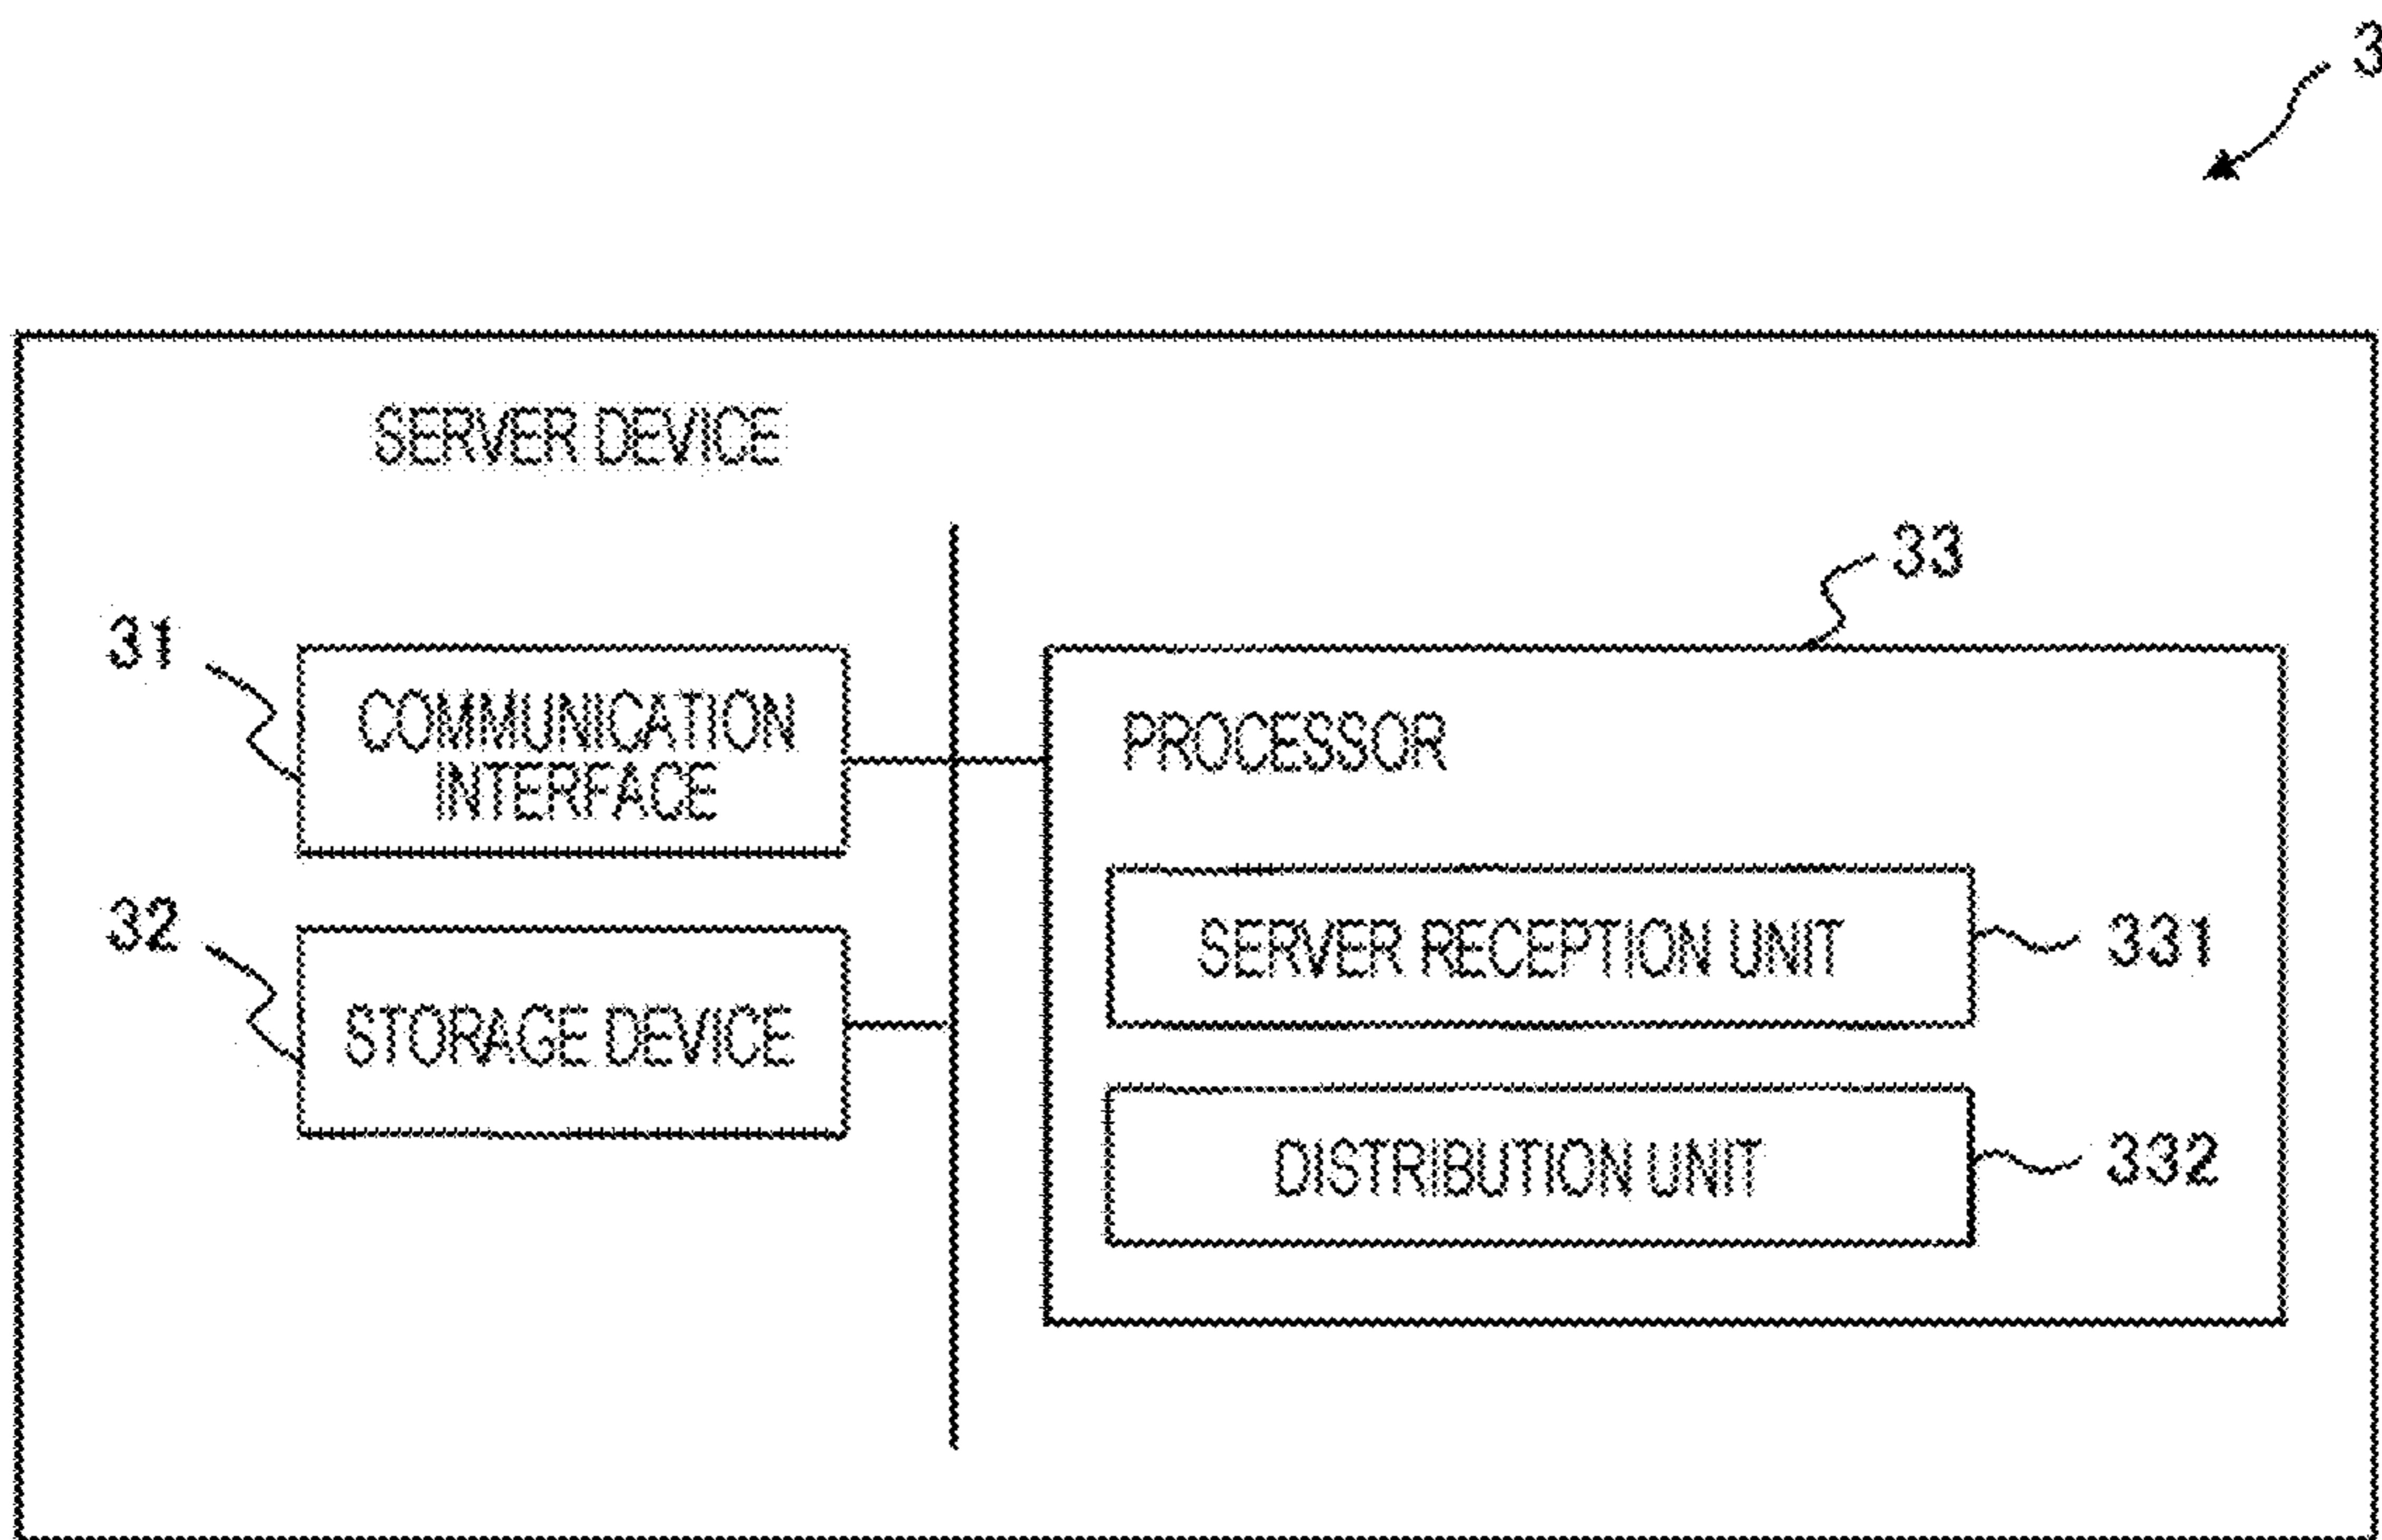 3
SERVER DEVICE
33
31
COMMUNICATION
INTERFACE
PROCESSOR
32
STORAGE DEVICE
SERVER RECEPTION UNIT
331
DISTRIBUTION UNIT
332